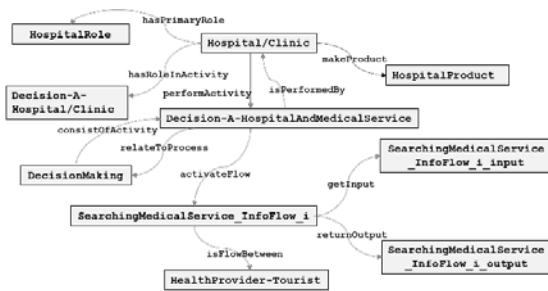 hasPrimaryRole
HospitalRole
Hospital/Clinic
makeProduct
HospitalProduct
hasRoleInActivity
isPerformedBy
Decision-A-
Hospital/Clinic
performActivity
Decision-A-HospitalAndMedicalService
consistOfActivity
relateToProcess
DecisionMaking
activateFlow
SearchingMedicalService
_InfoFlow_i_input
getInput
SearchingMedicalService_InfoFlow_i
returnOutput
SearchingMedicalService
_InfoFlow_i_output
isFlowBetween
HealthProvider-Tourist